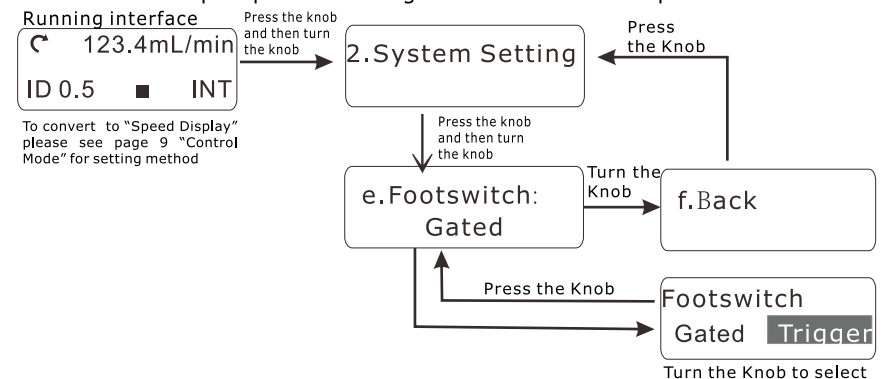 Running interface
123.4mL/min
ID 0.5 INT
To convert to “Speed Display”
please see page 9 “Control
Mode” for setting method
Press the knob
and then turn
the knob
2.System Setting
Press
the Knob
Press the knob
and then turn
the knob
e.Footswitch:
Gated
Turn the
Knob
f.Back
Press the Knob
Footswitch
Gated Trigger
Turn the Knob to select